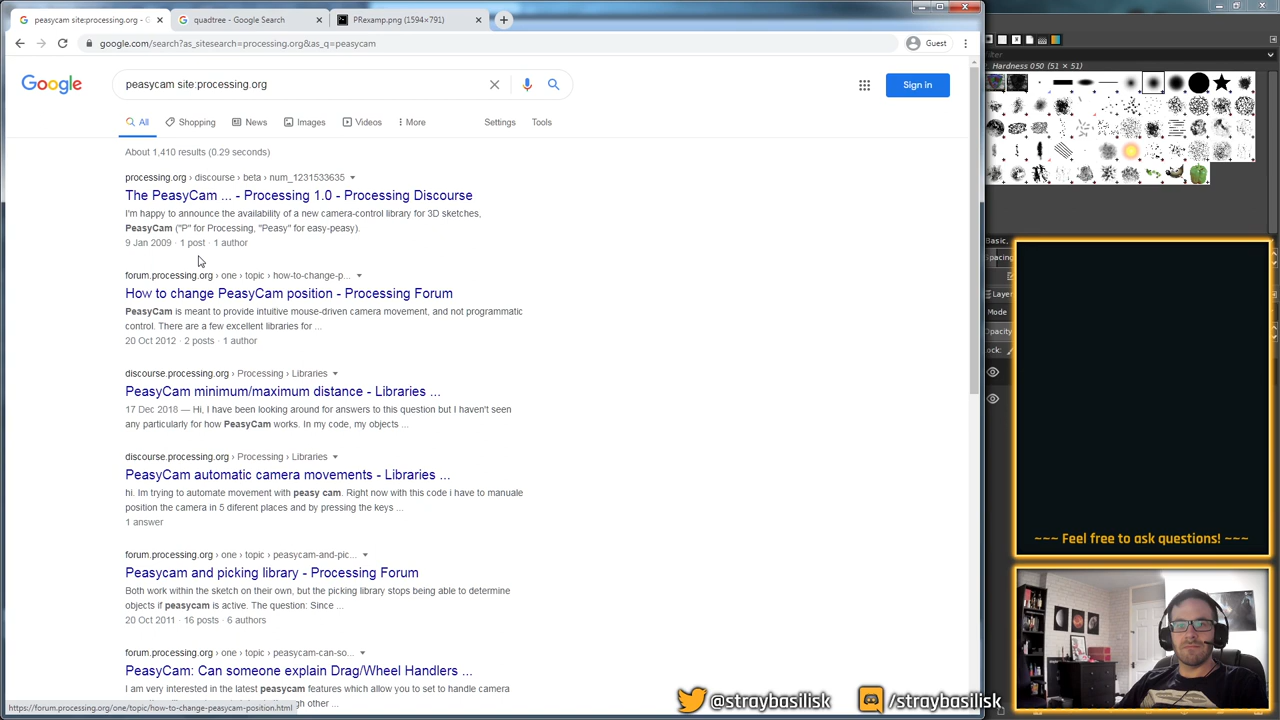 peasycam site:processing.org - G
quadtree - Google Search
PRexamp.png (1594×791)
google.com/search?as_sitesearch=processing.org&as_q=peasycam
Guest
Google
peasycam site:processing.org
Sign in
All
Shopping
News
Images
Videos
More
Settings
Tools
About 1,410 results (0.29 seconds)
processing.org › discourse › beta › num_1231533635
The PeasyCam ... - Processing 1.0 - Processing Discourse
I'm happy to announce the availability of a new camera-control library for 3D sketches,
PeasyCam ("P" for Processing, "Peasy" for easy-peasy).
9 Jan 2009 · 1 post · 1 author
forum.processing.org › one › topic › how-to-change-p...
How to change PeasyCam position - Processing Forum
PeasyCam is meant to provide intuitive mouse-driven camera movement, and not programmatic
control. There are a few excellent libraries for ...
20 Oct 2012 · 2 posts · 1 author
discourse.processing.org › Processing › Libraries
PeasyCam minimum/maximum distance - Libraries ...
17 Dec 2018 — Hi, I have been looking around for answers to this question but I haven't seen
any particularly for how PeasyCam works. In my code, my objects ...
discourse.processing.org › Processing › Libraries
PeasyCam automatic camera movements - Libraries ...
hi. Im trying to automate movement with peasy cam. Right now with this code i have to manuale
position the camera in 5 diferent places and by pressing the keys ...
1 answer
forum.processing.org › one › topic › peasycam-and-pic...
Peasycam and picking library - Processing Forum
Both work within the sketch on their own, but the picking library stops being able to determine
objects if peasycam is active. The question: Since ...
20 Oct 2011 · 16 posts · 6 authors
forum.processing.org › one › topic › peasycam-can-so...
PeasyCam: Can someone explain Drag/Wheel Handlers ...
I am very interested in the latest peasycam features which allow you to set to handle camera
other ...
https://forum.processing.org/one/topic/how-to-change-peasycam-position.html
Hardness 050 (51 × 51)
Basic,
Mode
Opacity
~~~ Feel free to ask questions! ~~~
@straybasilisk
/straybasilisk